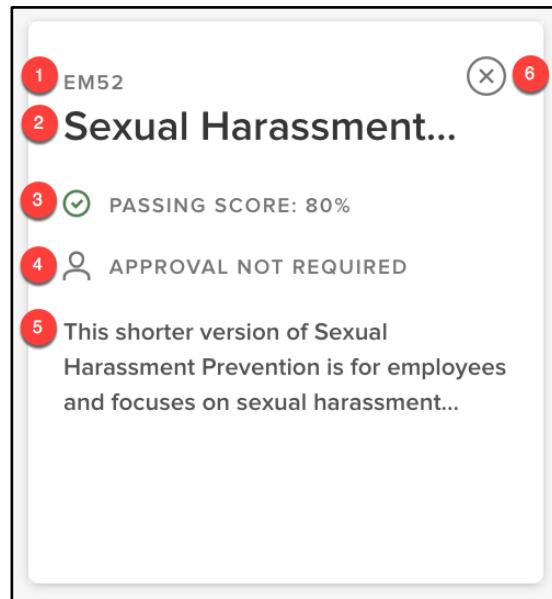 1 EM52 6
2 Sexual Harassment...
3 PASSING SCORE: 80%
4 APPROVAL NOT REQUIRED
5 This shorter version of Sexual
Harassment Prevention is for employees
and focuses on sexual harassment...